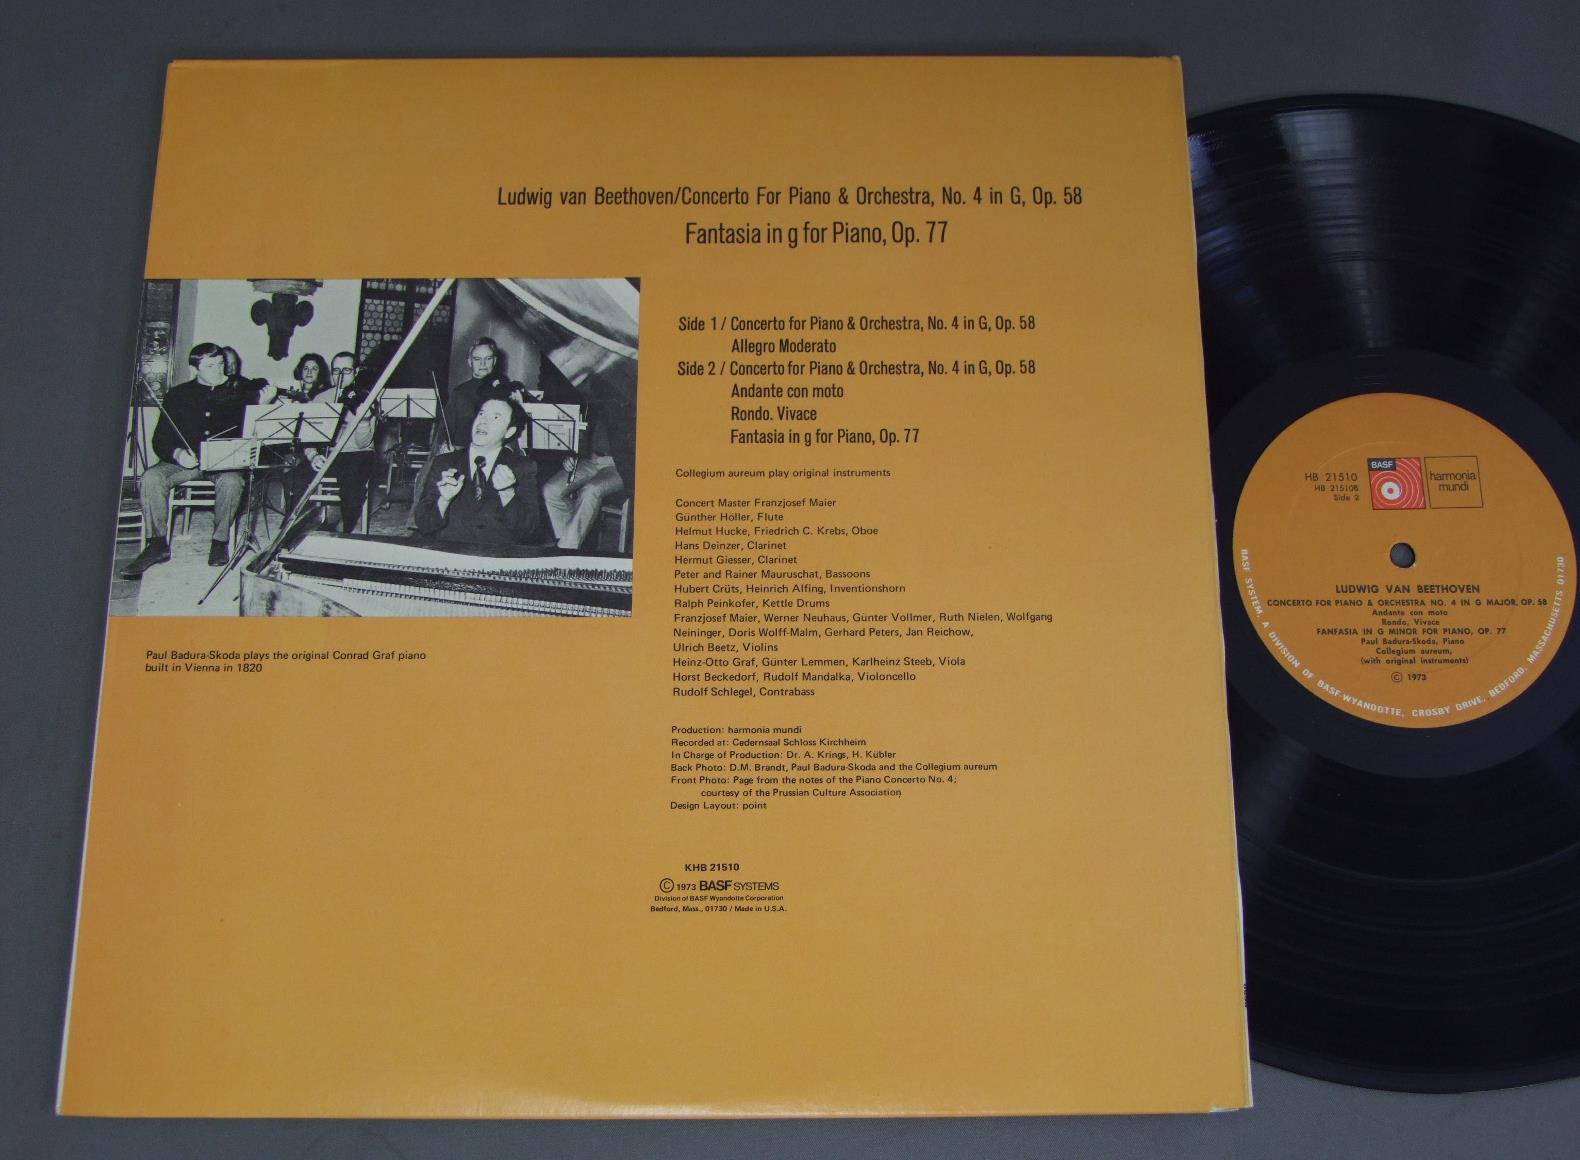 Ludwig van Beethoven/Concerto For Piano & Orchestra, No. 4 in G, Op. 58
Fantasia in g for Piano, Op. 77
Side 1 / Concerto for Piano & Orchestra, No. 4 in G, Op. 58
Allegro Moderato
Side 2 / Concerto for Piano & Orchestra, No. 4 in G, Op. 58
Andante con moto
Rondo. Vivace
Fantasia in g for Piano, Op. 77
Collegium aureum play original instruments
Concert Master Franzjosef Maier
Günther Höller, Flute
Helmut Hucke, Friedrich C. Krebs, Oboe
Hans Deinzer, Clarinet
Hermut Giesser, Clarinet
Peter and Rainer Mauruschat, Bassoons
Hubert Crüts, Heinrich Alfing, Inventionshorn
Ralph Peinkofer, Kettle Drums
Franzjosef Maier, Werner Neuhaus, Günter Vollmer, Ruth Nielen, Wolfgang
Neininger, Doris Wolff-Malm, Gerhard Peters, Jan Reichow,
Ulrich Beetz, Violins
Heinz-Otto Graf, Günter Lemmen, Karlheinz Steeb, Viola
Horst Beckedorf, Rudolf Mandalka, Violoncello
Rudolf Schlegel, Contrabass
Paul Badura-Skoda plays the original Conrad Graf piano
built in Vienna in 1820
Production: harmonia mundi
Recorded at: Cedernsaal Schloss Kirchheim
In Charge of Production: Dr. A. Krings, H. Kübler
Back Photo: D.M. Brandt, Paul Badura-Skoda and the Collegium aureum
Front Photo: Page from the notes of the Piano Concerto No. 4;
courtesy of the Prussian Culture Association
Design Layout: point
KHB 21510
© 1973 BASF SYSTEMS
Division of BASF Wyandotte Corporation
Bedford, Mass., 01730 / Made in U.S.A.
HB 21510
HB 21510B
Side 2
BASF
harmonia
mundi
LUDWIG VAN BEETHOVEN
CONCERTO FOR PIANO & ORCHESTRA NO. 4 IN G MAJOR, OP. 58
Andante con moto
Rondo, Vivace
FANTASIA IN G MINOR FOR PIANO, OP. 77
Paul Badura-Skoda, Piano
Collegium aureum,
(with original instruments)
© 1973
BASF SYSTEM, A DIVISION OF BASF-WYANDOTTE, CROSBY DRIVE, BEDFORD, MASSACHUSETTS 01730